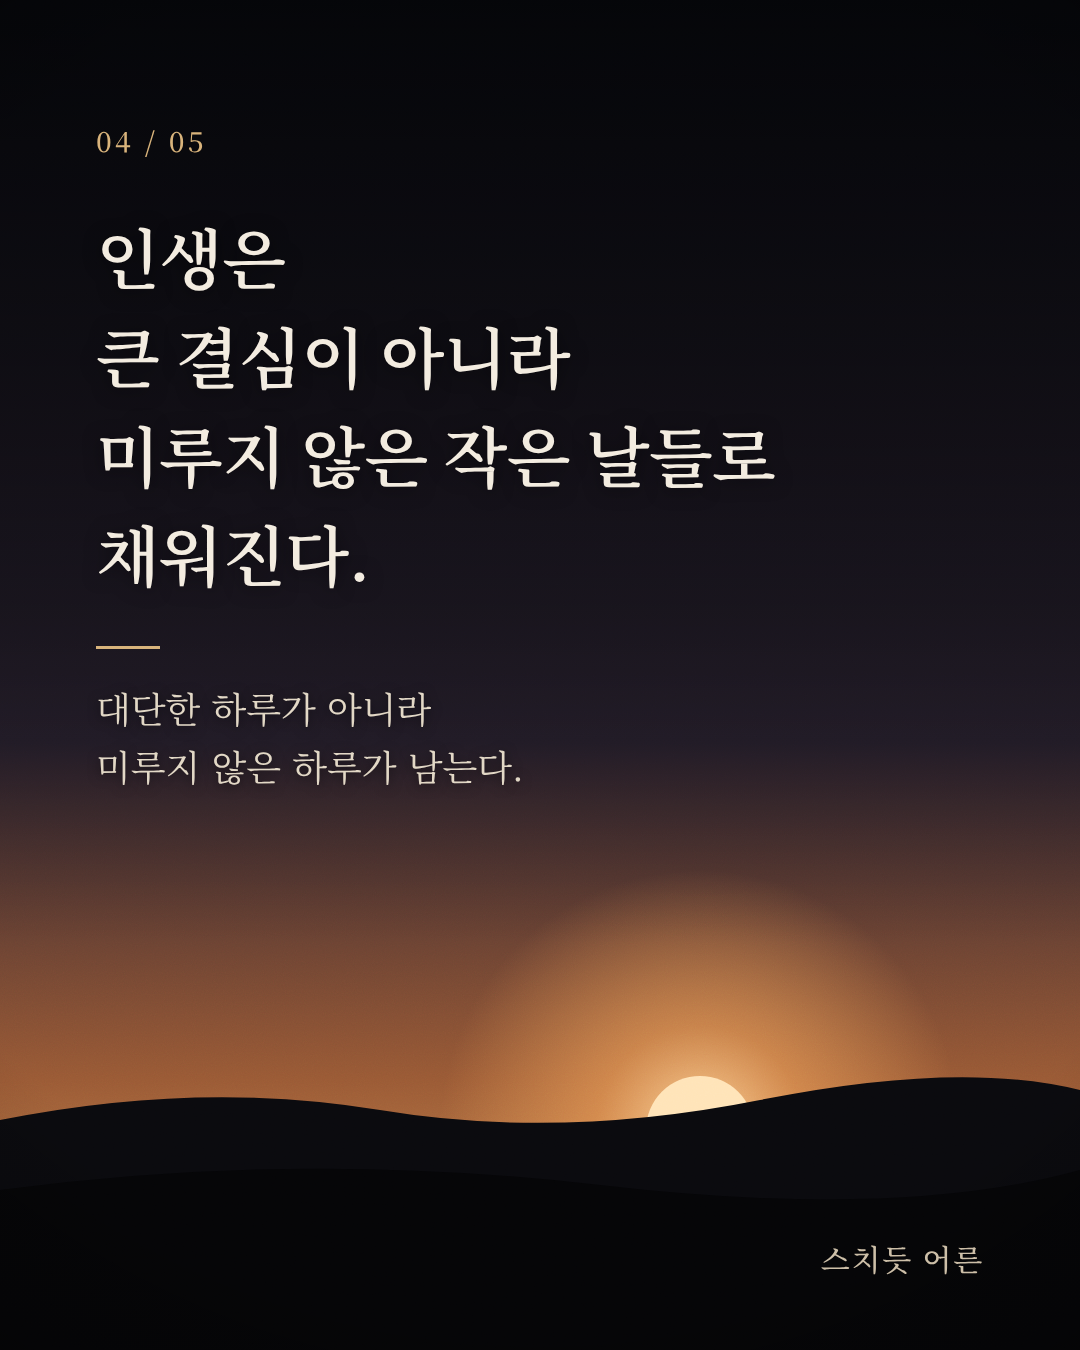 04 / 05
인생은
큰 결심이 아니라
미루지 않은 작은 날들로
채워진다.
대단한 하루가 아니라
미루지 않은 하루가 남는다.
스치듯 어른